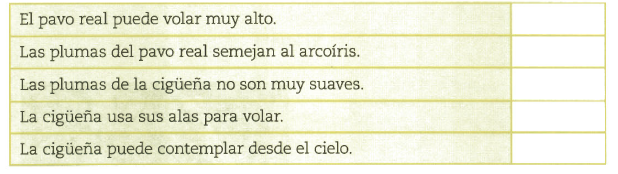 El pavo real puede volar muy alto.
Las plumas del pavo real semejan al arcoíris.
Las plumas de la cigüeña no son muy suaves.
La cigüeña usa sus alas para volar.
La cigüeña puede contemplar desde el cielo.